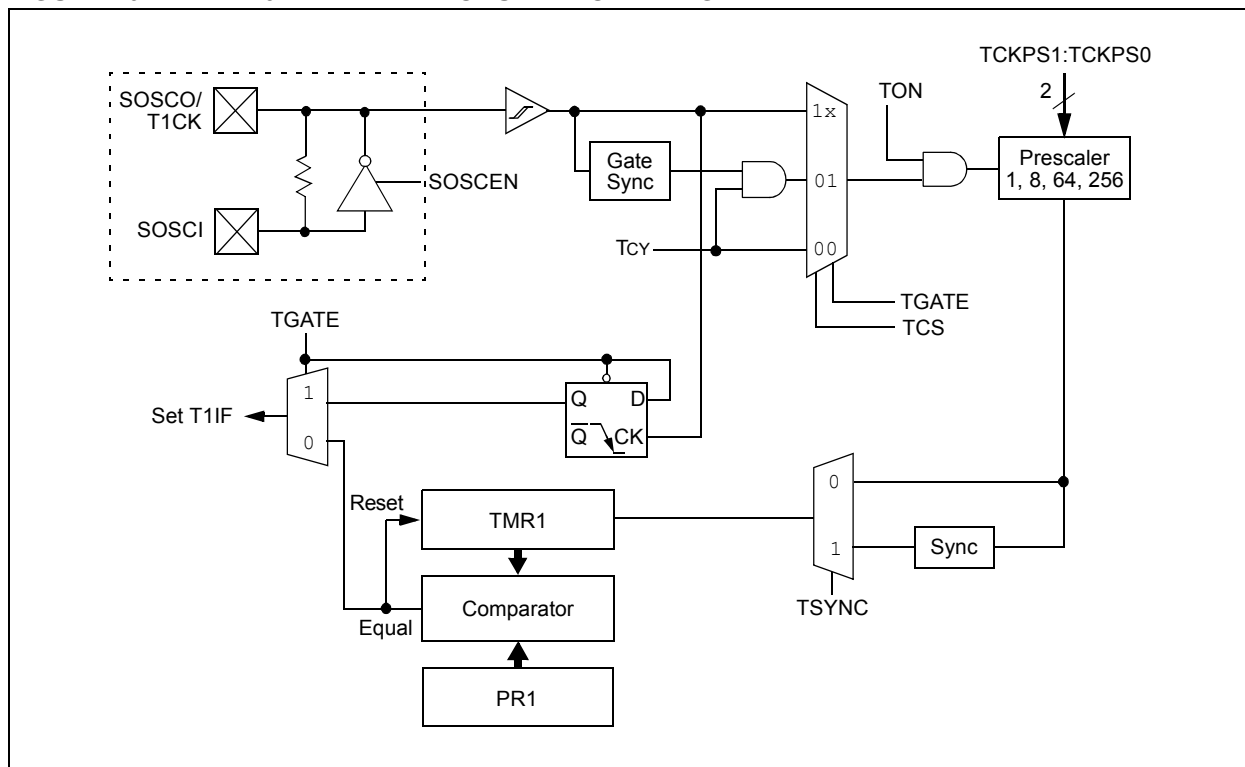 TCKPS1:TCKPS0
2
TON
SOSCO/
T1CK
1x
Gate
Sync
Prescaler
1, 8, 64, 256
SOSCEN
01
SOSCI
TCY
00
TGATE
TCS
TGATE
1
Q
D
Set T1IF
0
Q
CK
Reset
TMR1
0
1
Sync
Comparator
Equal
TSYNC
PR1